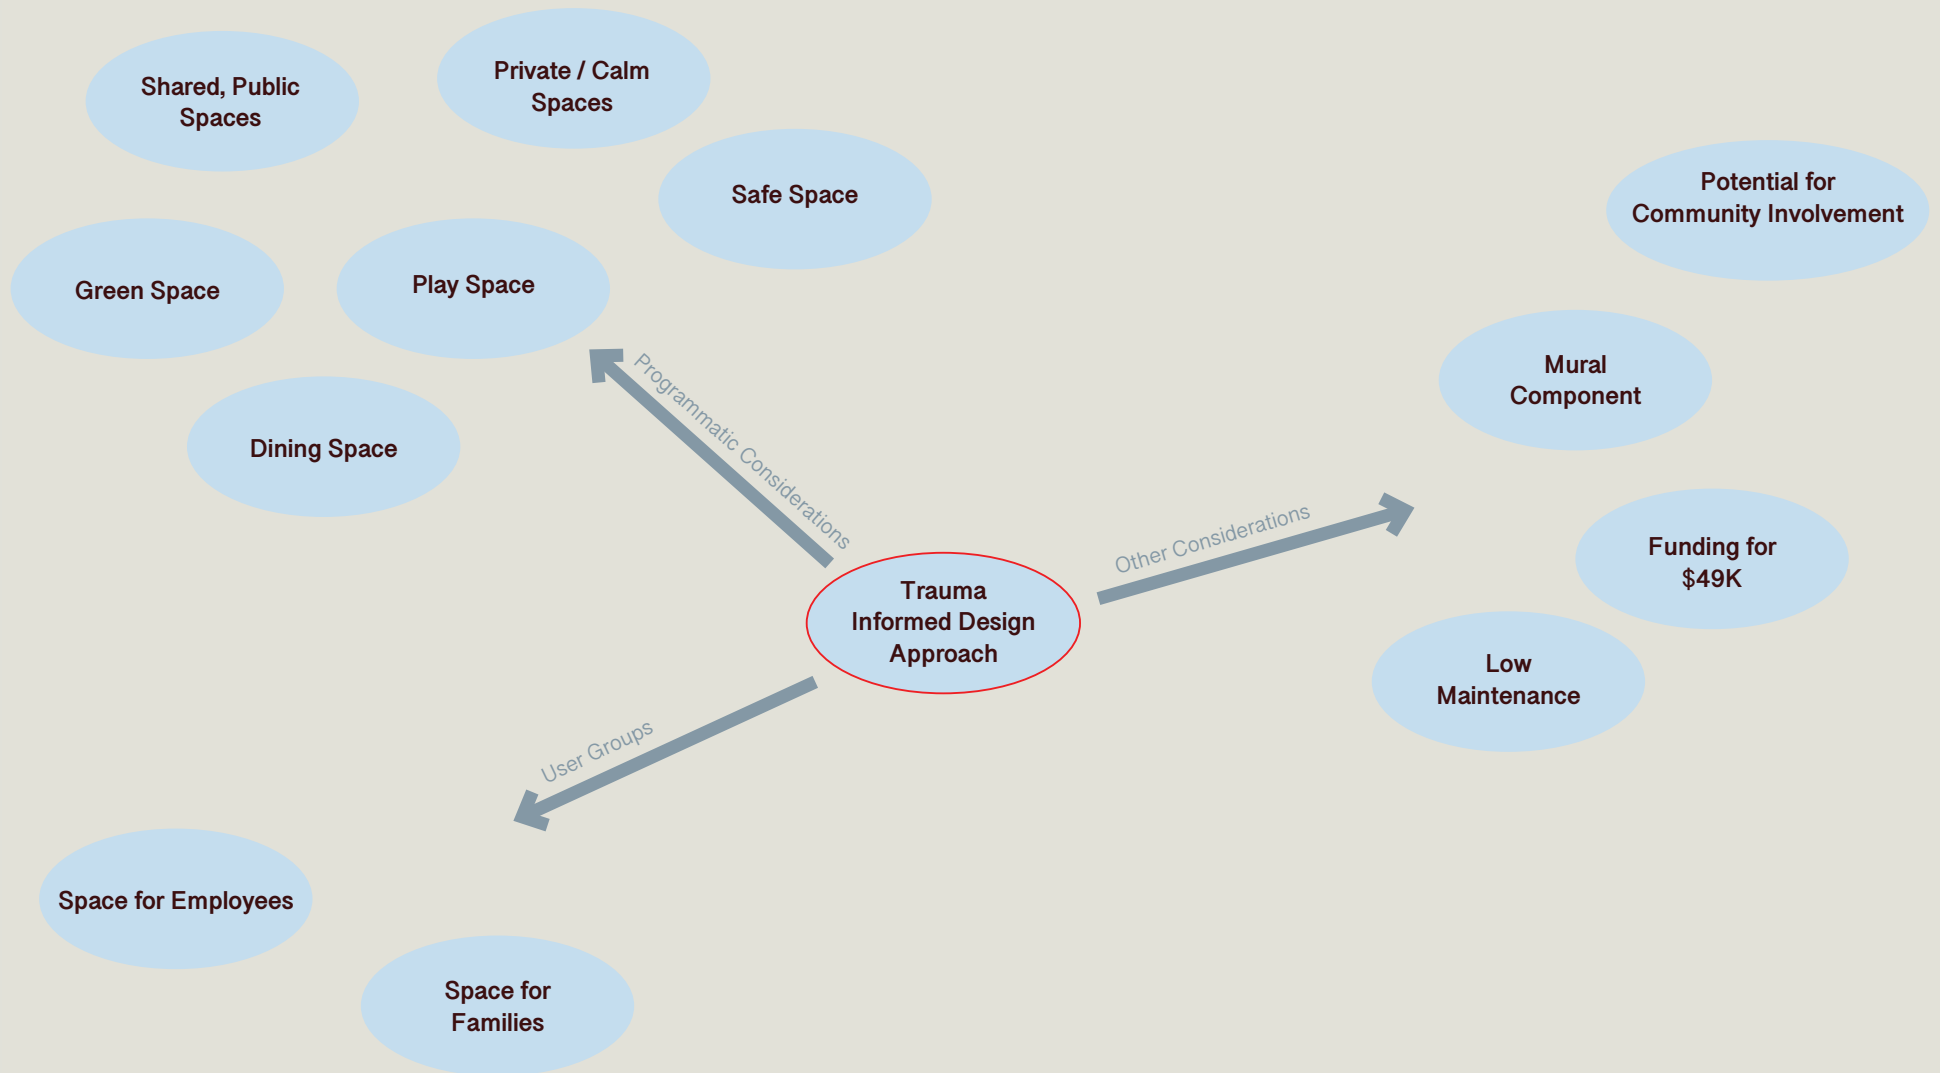 Shared, Public
Spaces
Private / Calm
Spaces
Safe Space
Green Space
Play Space
Dining Space
Programmatic Considerations
Potential for
Community Involvement
Mural
Component
Other Considerations
Funding for
$49K
Low
Maintenance
Trauma
Informed Design
Approach
User Groups
Space for Employees
Space for
Families